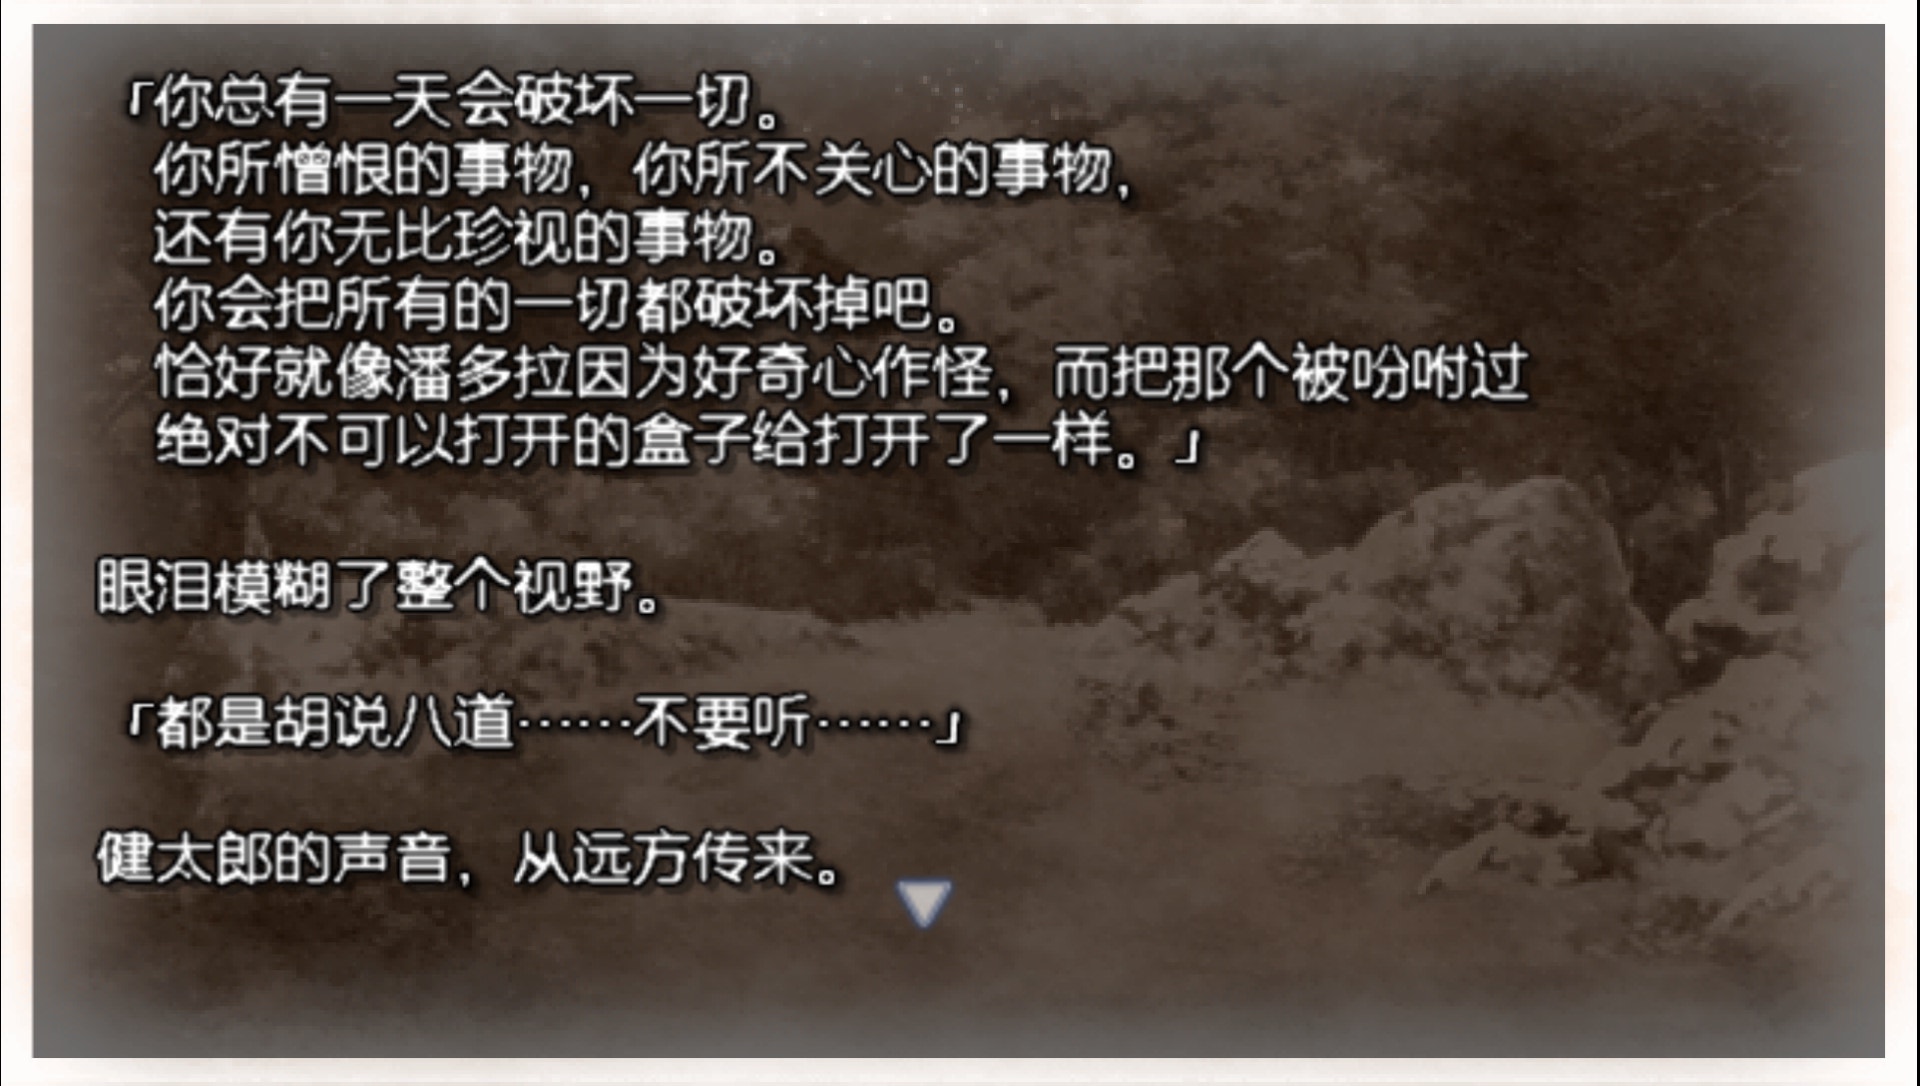 「你总有一天会破坏一切。
你所憎恨的事物，你所不关心的事物，
还有你无比珍视的事物。
你会把所有的一切都破坏掉吧。
恰好就像潘多拉因为好奇心作怪，而把那个被吩咐过
绝对不可以打开的盒子给打开了一样。」
眼泪模糊了整个视野。
「都是胡说八道……不要听……」
健太郎的声音，从远方传来。